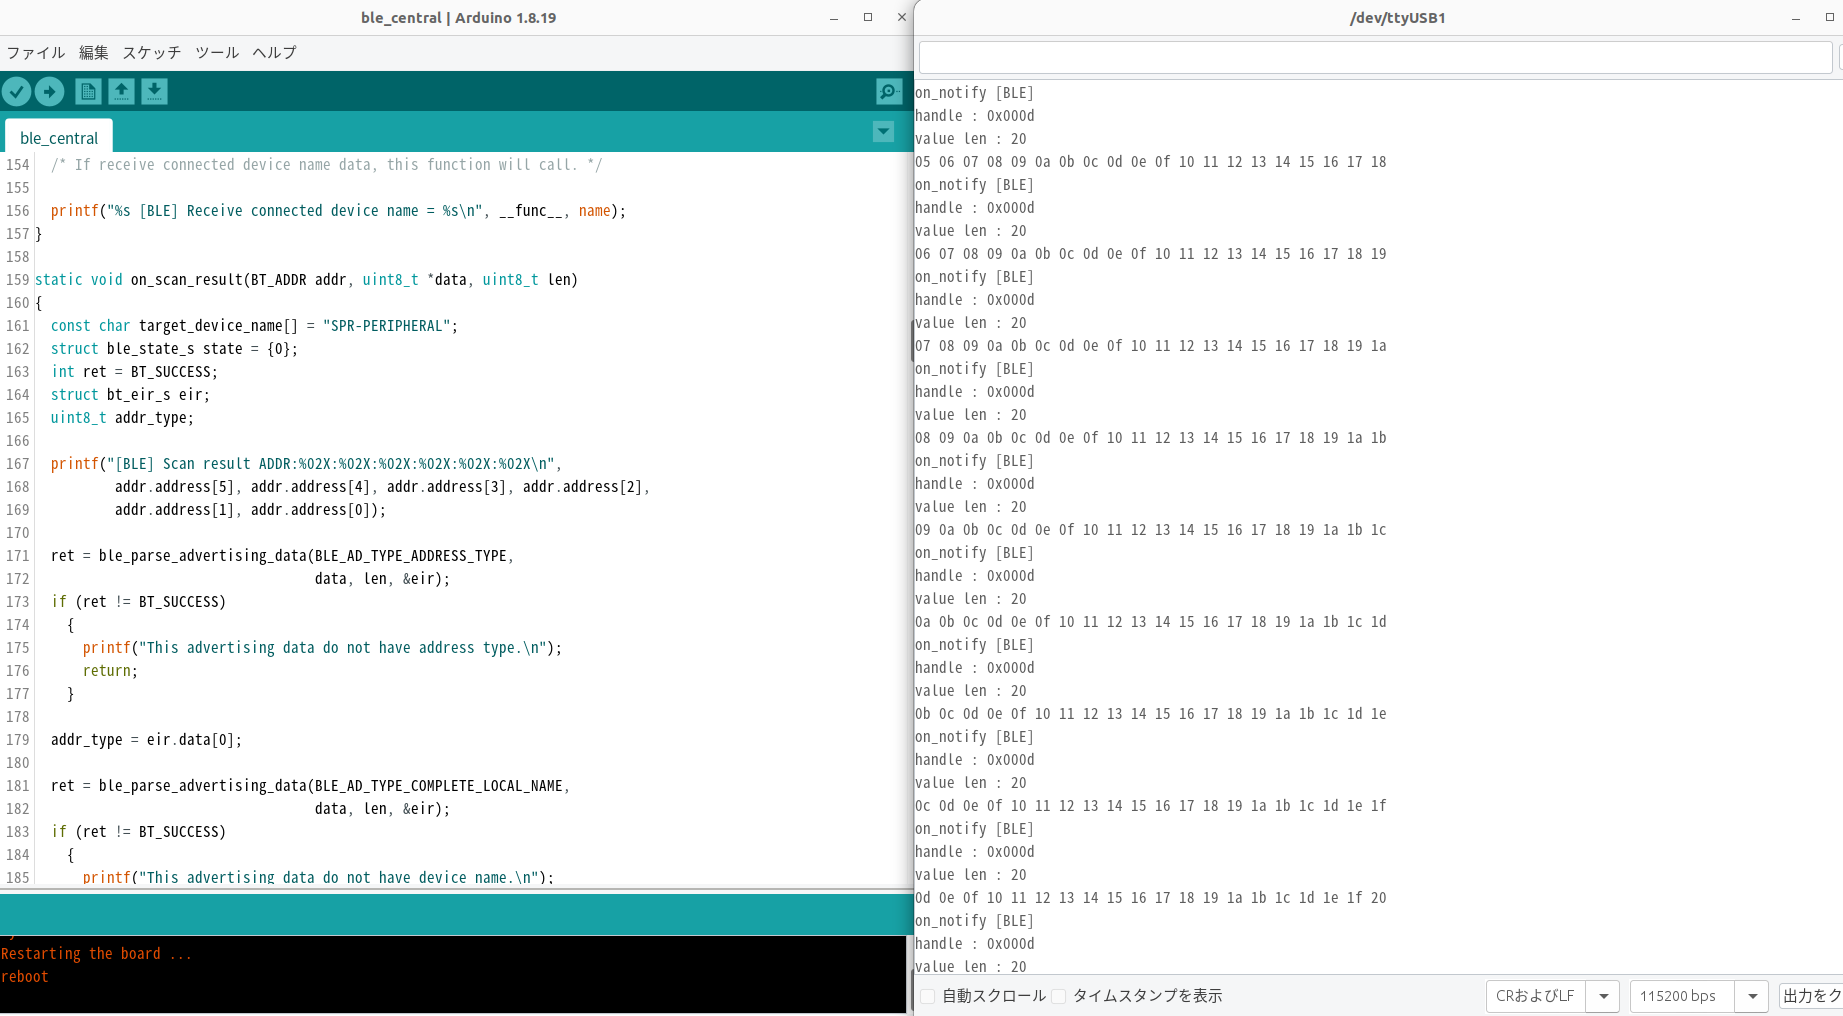 ble_central | Arduino 1.8.19
ファイル 編集 スケッチ ツール ヘルプ
ble_central
154 /* If receive connected device name data, this function will call. */
155
156 printf("%s [BLE] Receive connected device name = %s\n", __func__, name);
157 }
158
159 static void on_scan_result(BT_ADDR addr, uint8_t *data, uint8_t len)
160 {
161 const char target_device_name[] = "SPR-PERIPHERAL";
162 struct ble_state_s state = {0};
163 int ret = BT_SUCCESS;
164 struct bt_eir_s eir;
165 uint8_t addr_type;
166
167 printf("[BLE] Scan result ADDR:%02X:%02X:%02X:%02X:%02X:%02X\n",
168 addr.address[5], addr.address[4], addr.address[3], addr.address[2],
169 addr.address[1], addr.address[0]);
170
171 ret = ble_parse_advertising_data(BLE_AD_TYPE_ADDRESS_TYPE,
172 data, len, &eir);
173 if (ret != BT_SUCCESS)
174 {
175 printf("This advertising data do not have address type.\n");
176 return;
177 }
178
179 addr_type = eir.data[0];
180
181 ret = ble_parse_advertising_data(BLE_AD_TYPE_COMPLETE_LOCAL_NAME,
182 data, len, &eir);
183 if (ret != BT_SUCCESS)
184 {
185 printf("This advertising data do not have device name.\n");
Restarting the board ...
reboot
/dev/ttyUSB1
on_notify [BLE]
handle : 0x000d
value len : 20
05 06 07 08 09 0a 0b 0c 0d 0e 0f 10 11 12 13 14 15 16 17 18
on_notify [BLE]
handle : 0x000d
value len : 20
06 07 08 09 0a 0b 0c 0d 0e 0f 10 11 12 13 14 15 16 17 18 19
on_notify [BLE]
handle : 0x000d
value len : 20
07 08 09 0a 0b 0c 0d 0e 0f 10 11 12 13 14 15 16 17 18 19 1a
on_notify [BLE]
handle : 0x000d
value len : 20
08 09 0a 0b 0c 0d 0e 0f 10 11 12 13 14 15 16 17 18 19 1a 1b
on_notify [BLE]
handle : 0x000d
value len : 20
09 0a 0b 0c 0d 0e 0f 10 11 12 13 14 15 16 17 18 19 1a 1b 1c
on_notify [BLE]
handle : 0x000d
value len : 20
0a 0b 0c 0d 0e 0f 10 11 12 13 14 15 16 17 18 19 1a 1b 1c 1d
on_notify [BLE]
handle : 0x000d
value len : 20
0b 0c 0d 0e 0f 10 11 12 13 14 15 16 17 18 19 1a 1b 1c 1d 1e
on_notify [BLE]
handle : 0x000d
value len : 20
0c 0d 0e 0f 10 11 12 13 14 15 16 17 18 19 1a 1b 1c 1d 1e 1f
on_notify [BLE]
handle : 0x000d
value len : 20
0d 0e 0f 10 11 12 13 14 15 16 17 18 19 1a 1b 1c 1d 1e 1f 20
on_notify [BLE]
handle : 0x000d
value len : 20
自動スクロール タイムスタンプを表示 CRおよびLF 115200 bps 出力をク